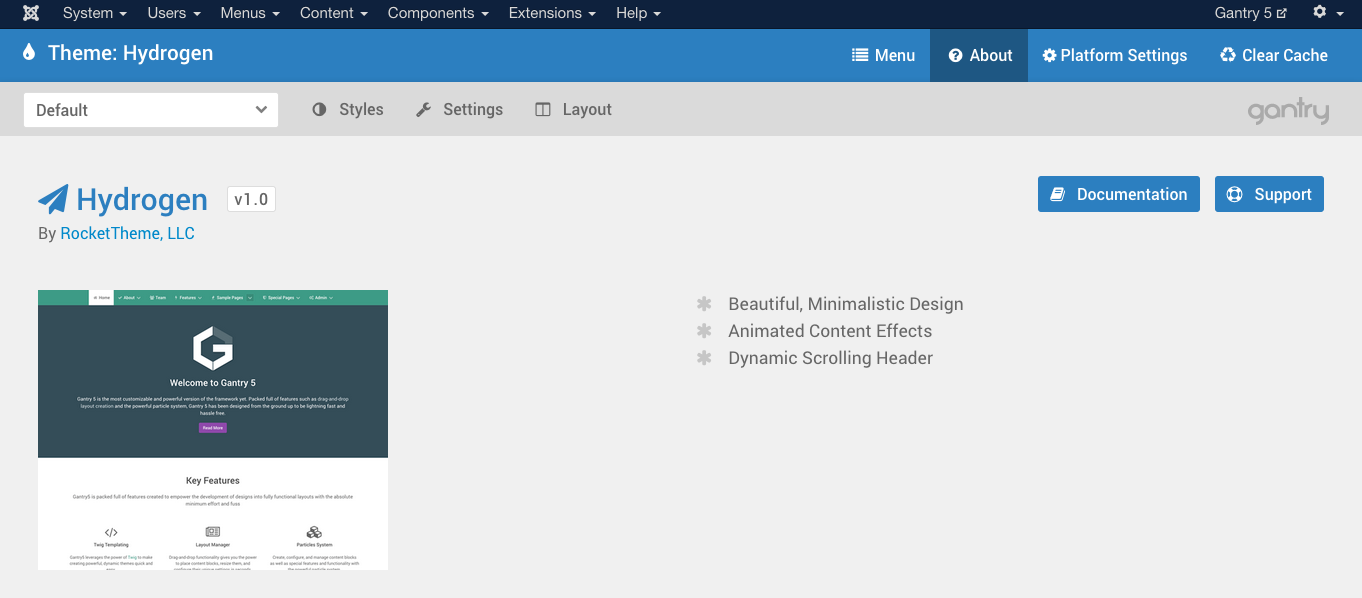 System Users Menus Content Components Extensions Help Gantry 5
Theme: Hydrogen Menu About Platform Settings Clear Cache
Default Styles Settings Layout gantry
Hydrogen v1.0 Documentation Support
By RocketTheme, LLC
Home About Team Features Sample Pages Special Pages Admin
Welcome to Gantry 5
Gantry 5 is the most customizable and powerful version of the framework yet. Packed full of features such as drag-and-drop
layout creation and the powerful particle system, Gantry 5 has been designed from the ground up to be lightning fast and
hassle free.
Read More
Key Features
Gantry5 is packed full of features created to empower the development of designs into fully functional layouts with the absolute
minimum effort and fuss
Twig Templating Layout Manager Particles System
Gantry5 leverages the power of Twig to make Drag-and-drop functionality gives you the power Create, configure, and manage content blocks
creating powerful, dynamic themes quick and to place content blocks, resize them, and as well as special features and functionality with
easy. configure their unique settings in seconds. the powerful particle system.
Beautiful, Minimalistic Design
Animated Content Effects
Dynamic Scrolling Header